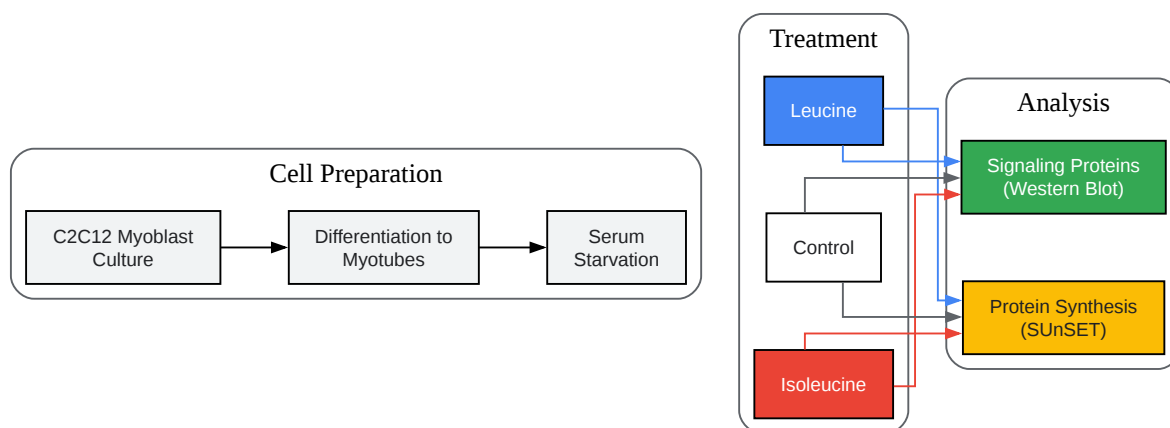 Cell Preparation
C2C12 Myoblast
Culture
Differentiation to
Myotubes
Serum
Starvation
Treatment
Leucine
Control
Isoleucine
Analysis
Signaling Proteins
(Western Blot)
Protein Synthesis
(SUnSET)